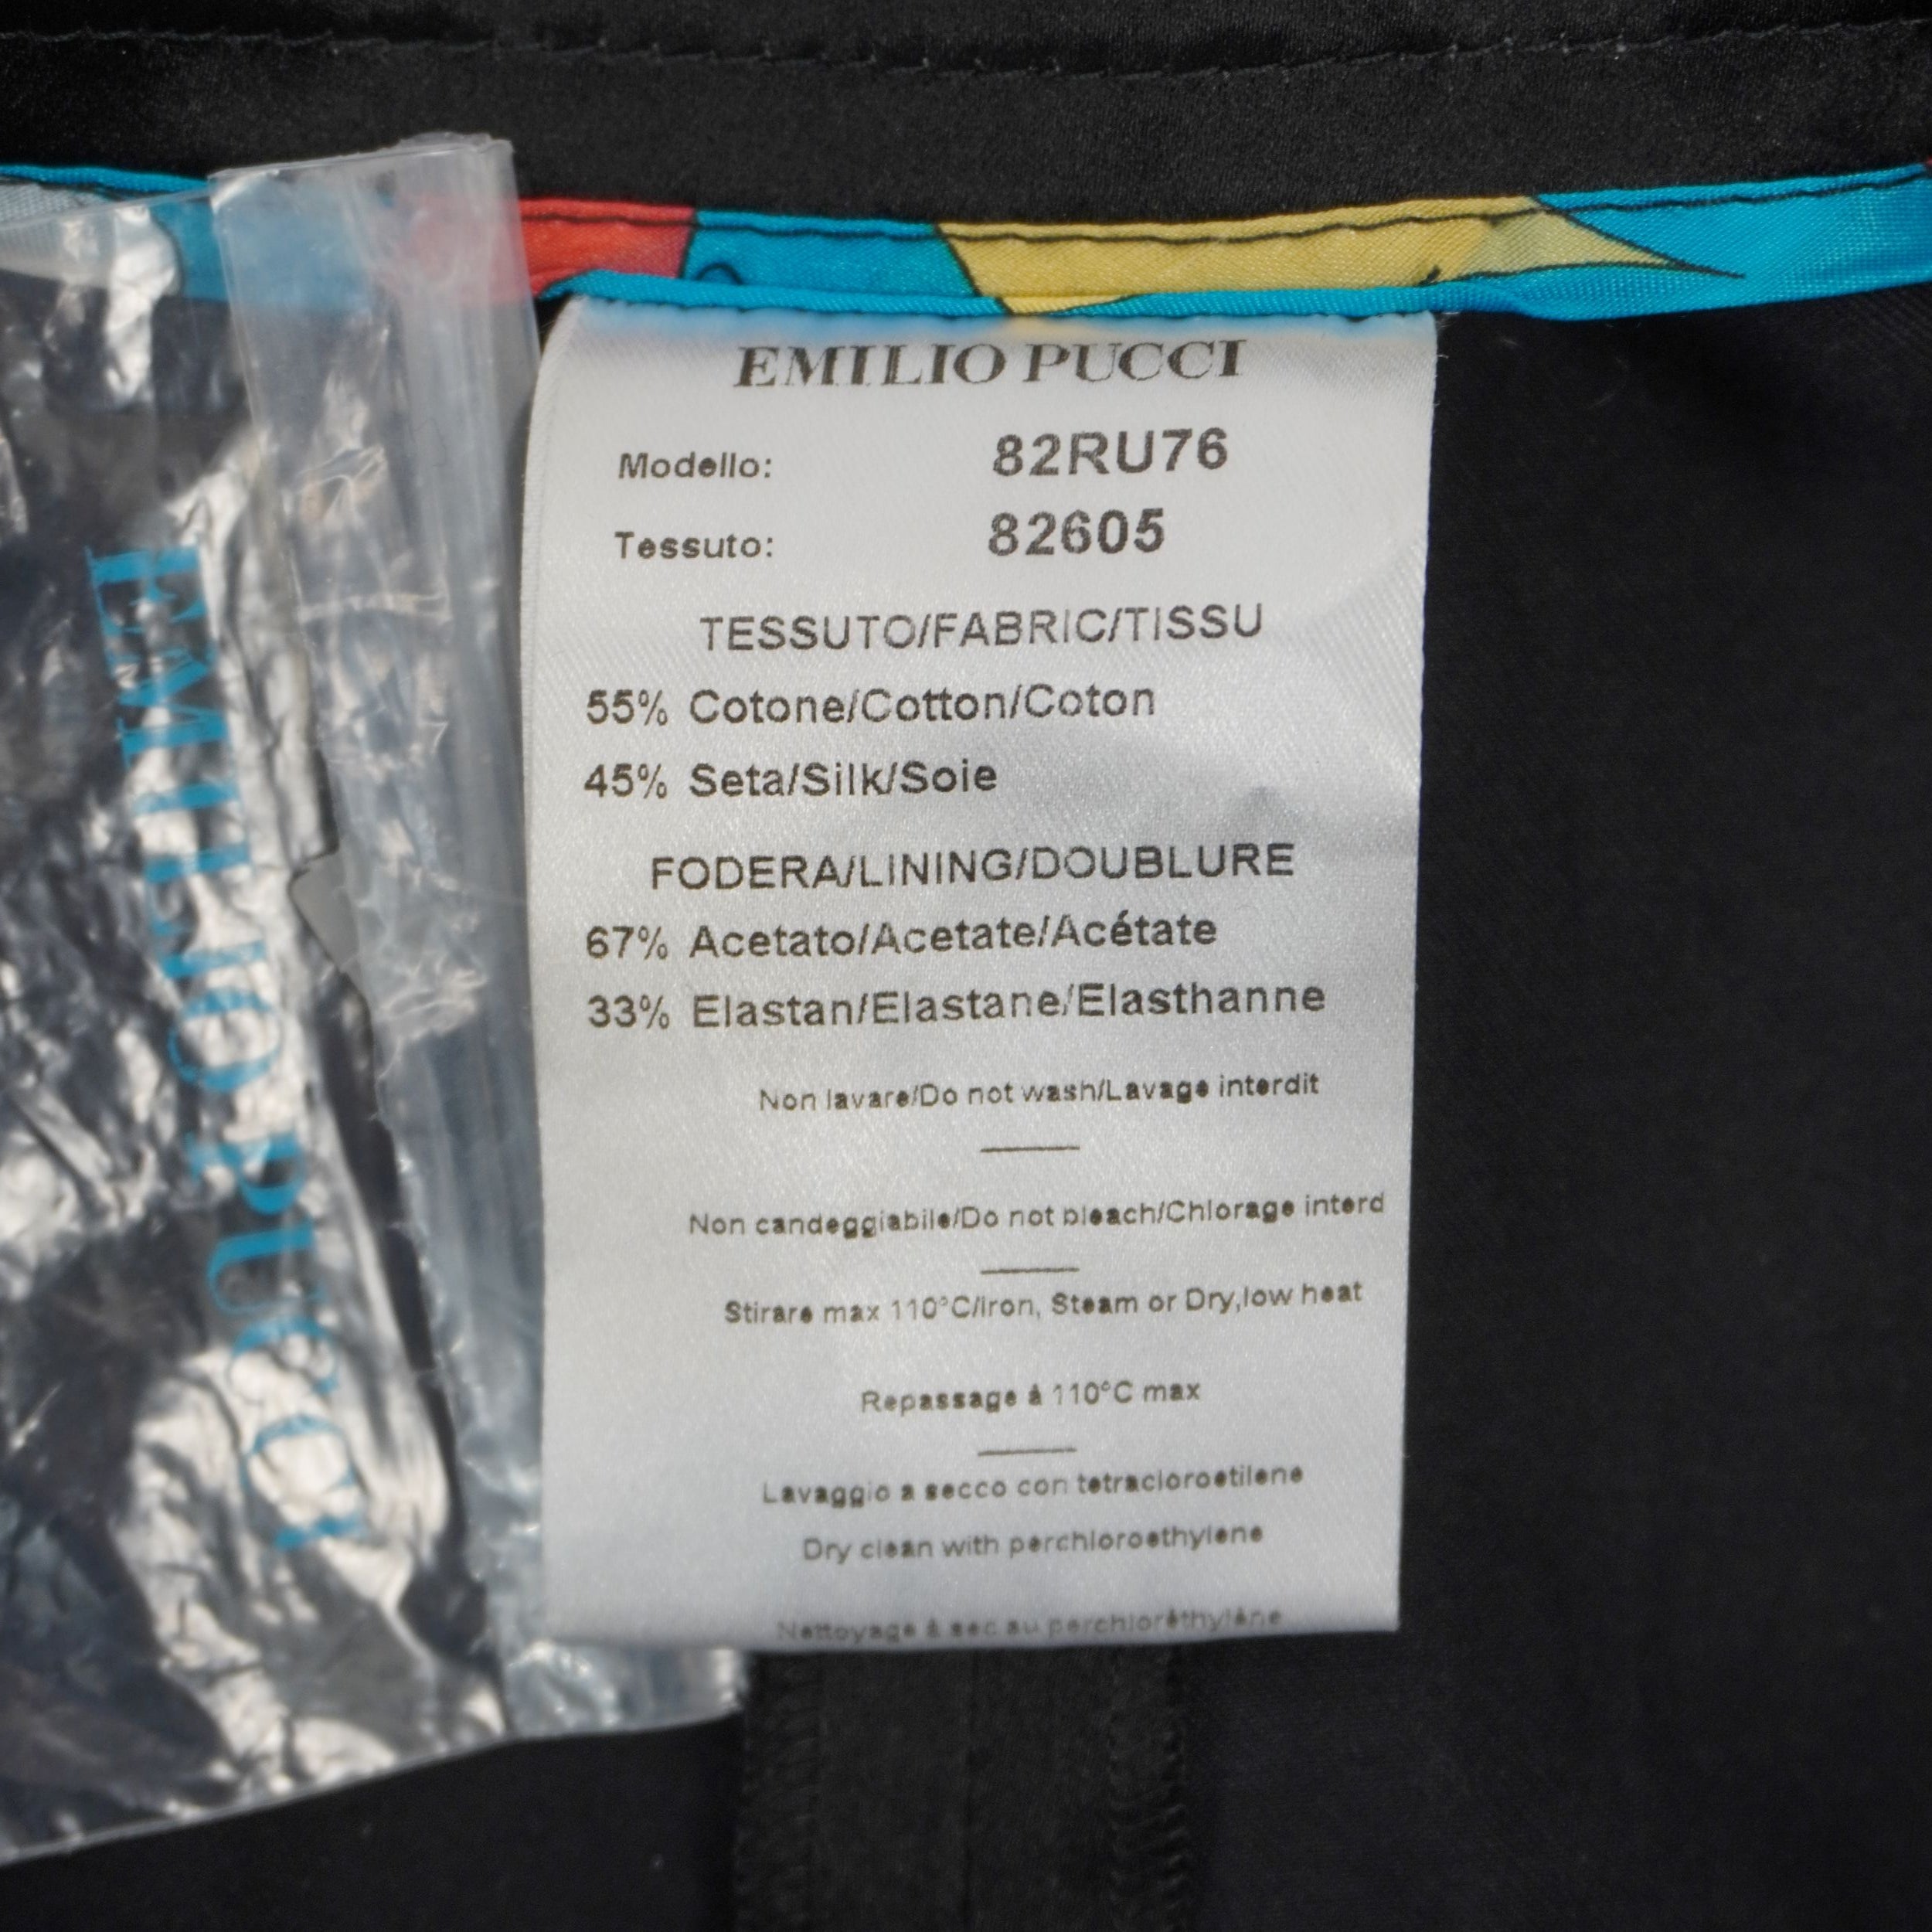 EMILIO PUCCI
EMILIO PUCCI
Modello: 82RU76
Tessuto: 82605
TESSUTO/FABRIC/TISSU
55% Cotone/Cotton/Coton
45% Seta/Silk/Soie
FODERA/LINING/DOUBLURE
67% Acetato/Acetate/Acétate
33% Elastan/Elastane/Elasthanne
Non lavare/Do not wash/Lavage interdit
Non candeggiabile/Do not bleach/Chlorage interd
Stirare max 110°C/Iron, Steam or Dry,low heat
Repassage à 110°C max
Lavaggio a secco con tetracloroetilene
Dry clean with perchloroethylene
Nettoyage à sec au perchloréthylène